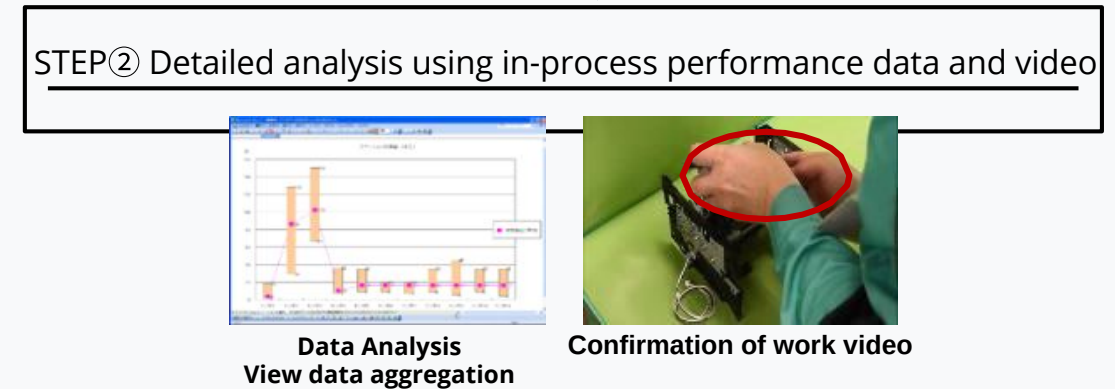 STEP② Detailed analysis using in-process performance data and video
Data Analysis
View data aggregation
Confirmation of work video